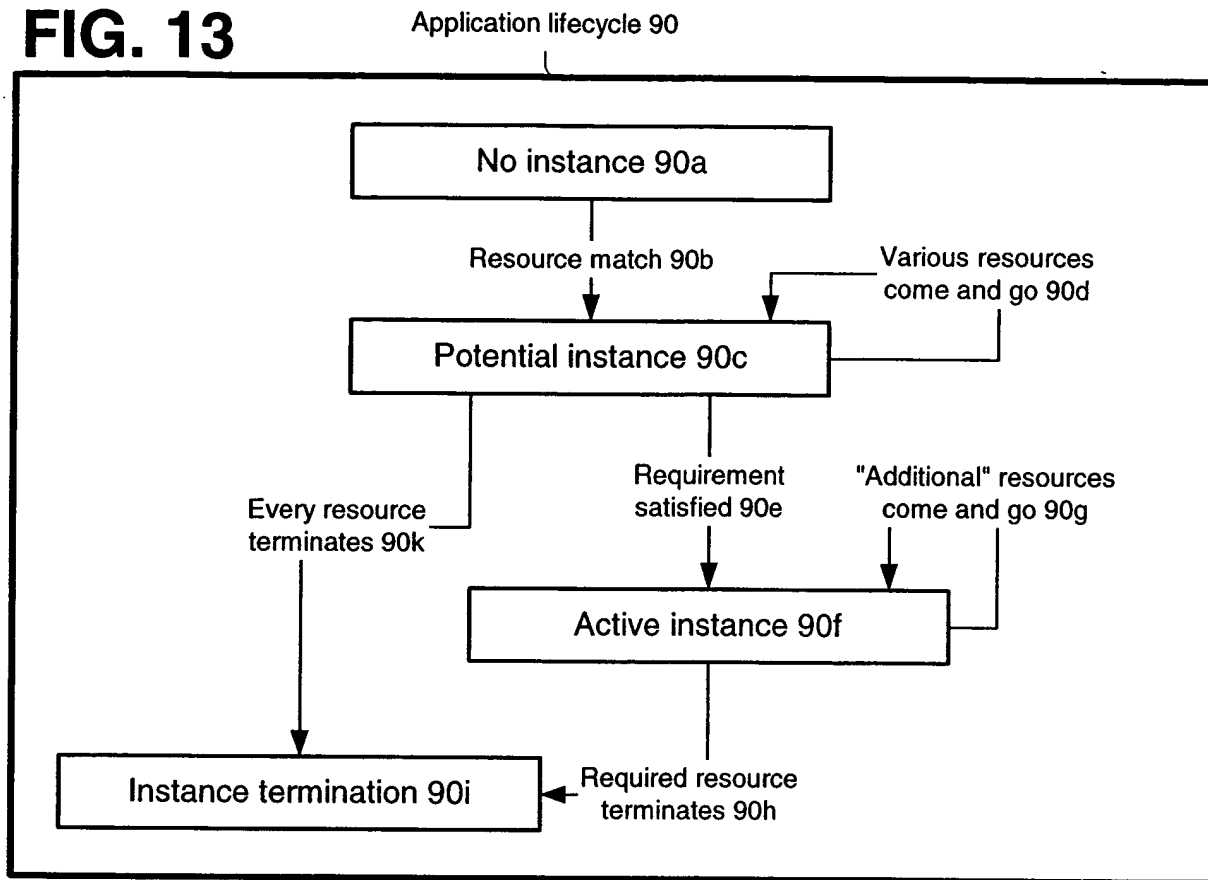 FIG. 13
Application lifecycle 90
No instance 90a
Resource match 90b
Various resources
come and go 90d
Potential instance 90c
Requirement
satisfied 90e
"Additional" resources
come and go 90g
Every resource
terminates 90k
Active instance 90f
Instance termination 90i
Required resource
terminates 90h